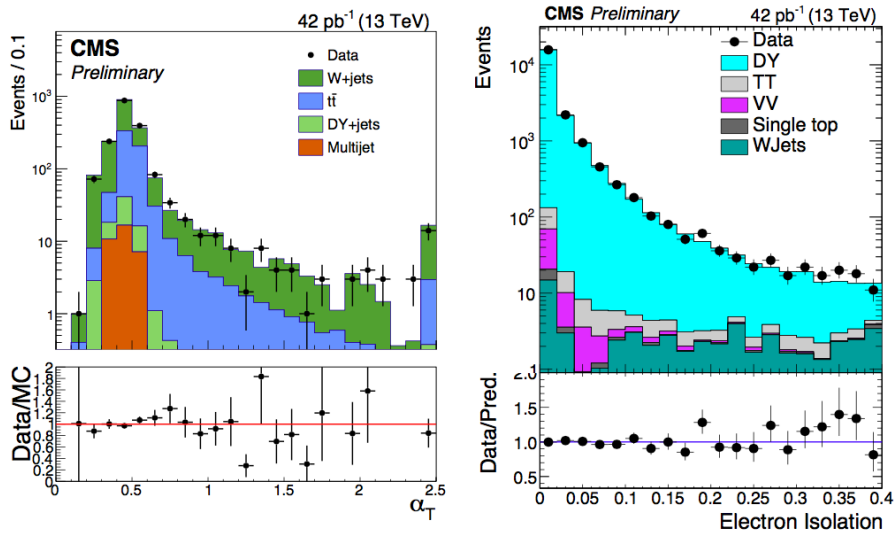 42 pb⁻¹ (13 TeV)
CMS
Preliminary
Data
W+jets
tt̄
DY+jets
Multijet
Events / 0.1
10³
10²
10
1
Data/MC
2
1.8
1.6
1.4
1.2
1
0.8
0.6
0.4
0.2
0
0 0.5 1 1.5 2 2.5
α_T
CMS Preliminary 42 pb⁻¹ (13 TeV)
Data
DY
TT
VV
Single top
WJets
Events
10⁴
10³
10²
10
1
Data/Pred.
2.0
1.5
1.0
0.5
0 0.05 0.1 0.15 0.2 0.25 0.3 0.35 0.4
Electron Isolation